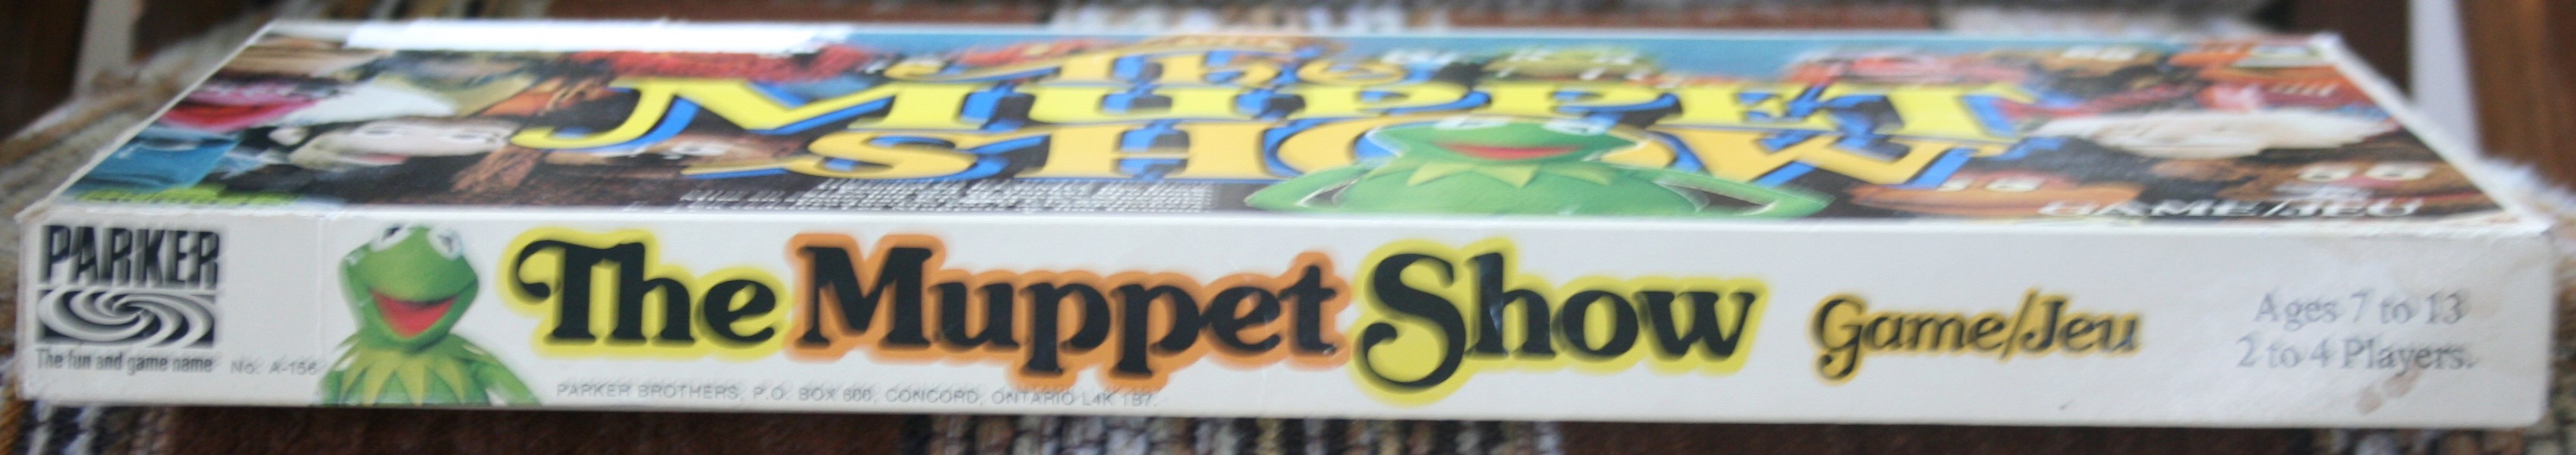 The
MUPPET
SHOW
GAME/JEU
PARKER
The fun and game name
No. A-156
The Muppet Show Game/Jeu
PARKER BROTHERS, P.O. BOX 600, CONCORD, ONTARIO L4K 1B7.
Ages 7 to 13
2 to 4 Players.